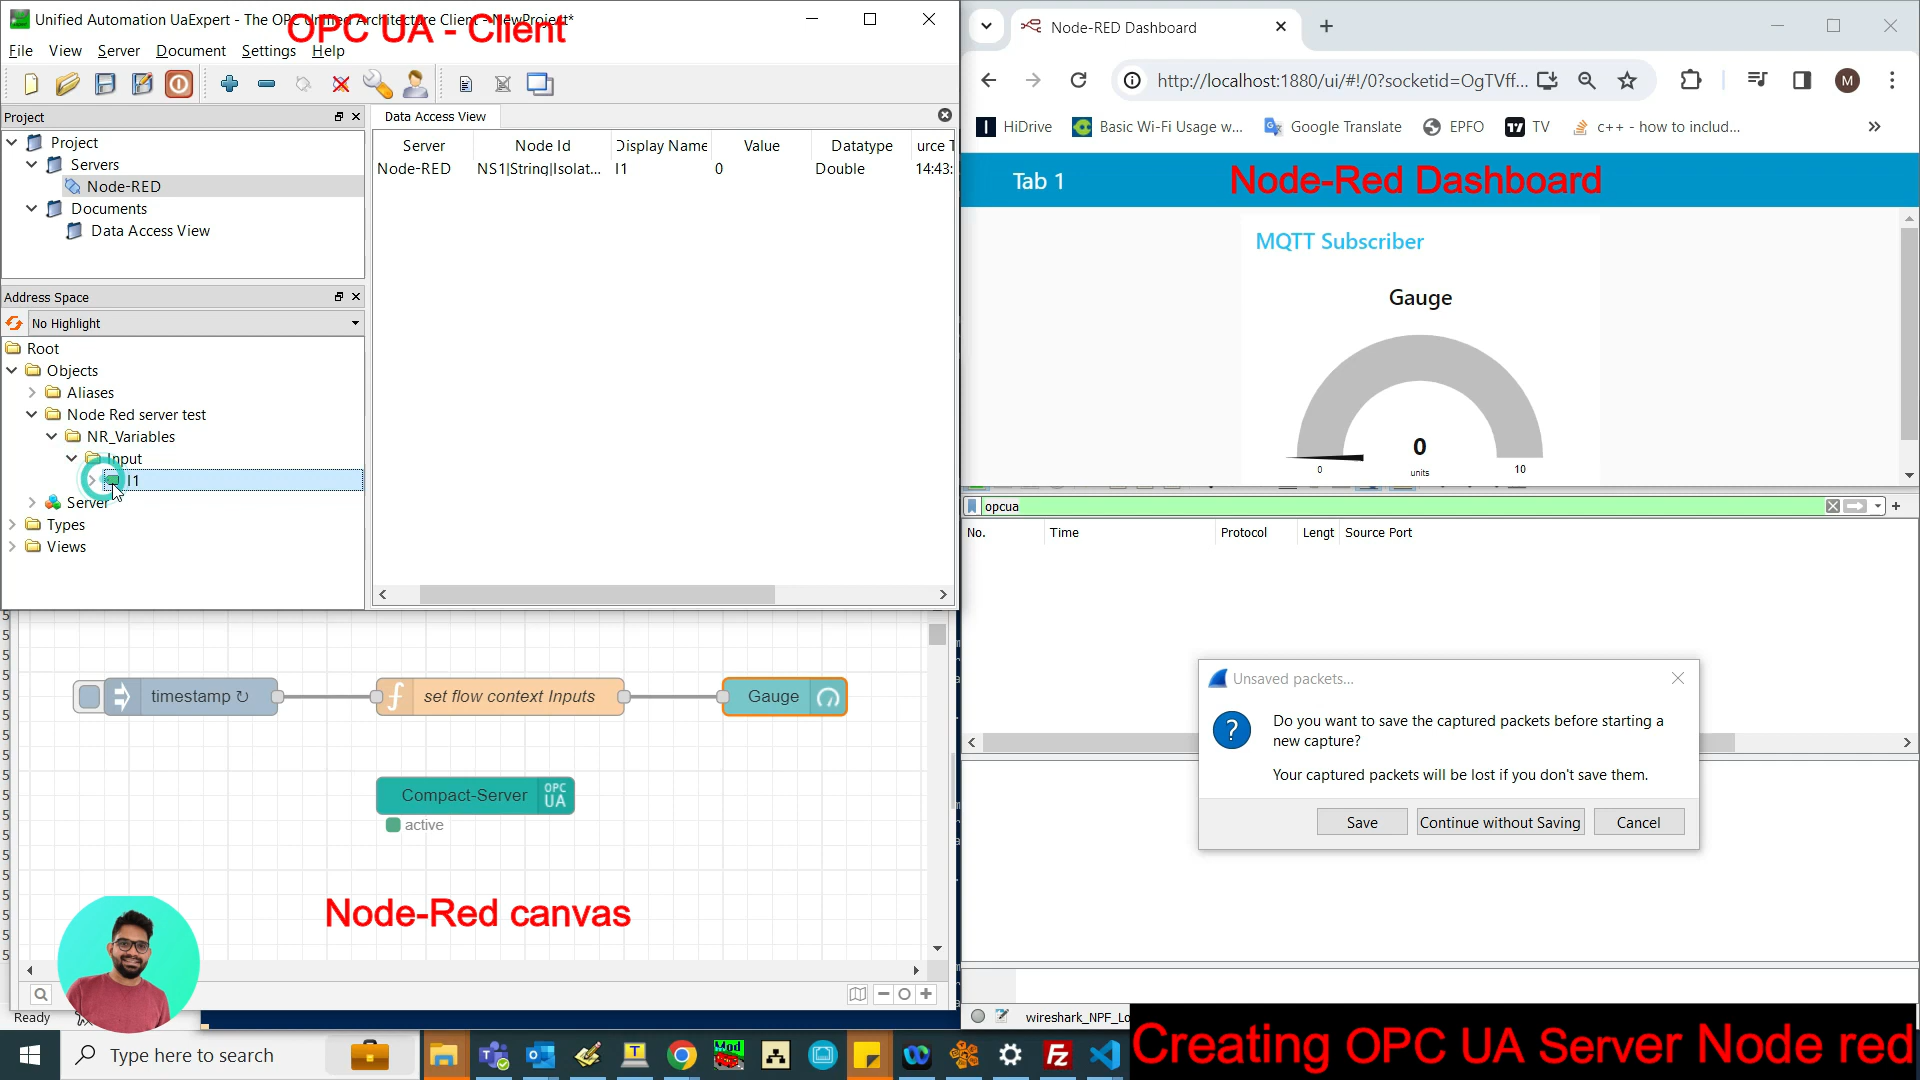 Unified Automation UaExpert - The OPC Unified Architecture Client - NewProject*
OPC UA - Client
File View Server Document Settings Help
Project
Project
Servers
Node-RED
Documents
Data Access View
Address Space
No Highlight
Root
Objects
Aliases
Node Red server test
NR_Variables
Input
I1
Server
Types
Views
Data Access View
Server Node Id Display Name Value Datatype urce T
Node-RED NS1|String|Isolat... I1 0 Double 14:43:
timestamp ↻
set flow context Inputs
Gauge
Compact-Server
OPC UA
active
Node-Red canvas
Ready
Node-RED Dashboard
http://localhost:1880/ui/#!/0?socketid=OgTVff...
M
HiDrive Basic Wi-Fi Usage w... Google Translate EPFO TV c++ - how to includ...
Tab 1
Node-Red Dashboard
MQTT Subscriber
Gauge
0
0 units 10
opcua
No. Time Protocol Lengt Source Port
Unsaved packets...
Do you want to save the captured packets before starting a
new capture?
Your captured packets will be lost if you don't save them.
Save Continue without Saving Cancel
wireshark_NPF_Lo
Type here to search
Creating OPC UA Server Node red